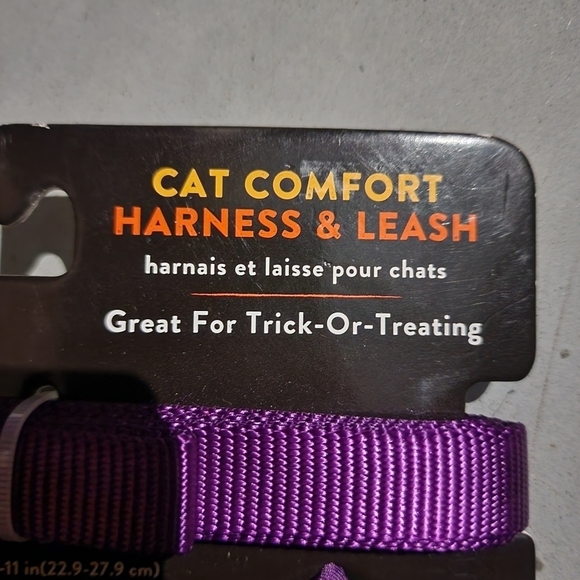 CAT COMFORT
HARNESS & LEASH
harnais et laisse pour chats
Great For Trick-Or-Treating
-11 in(22.9-27.9 cm)